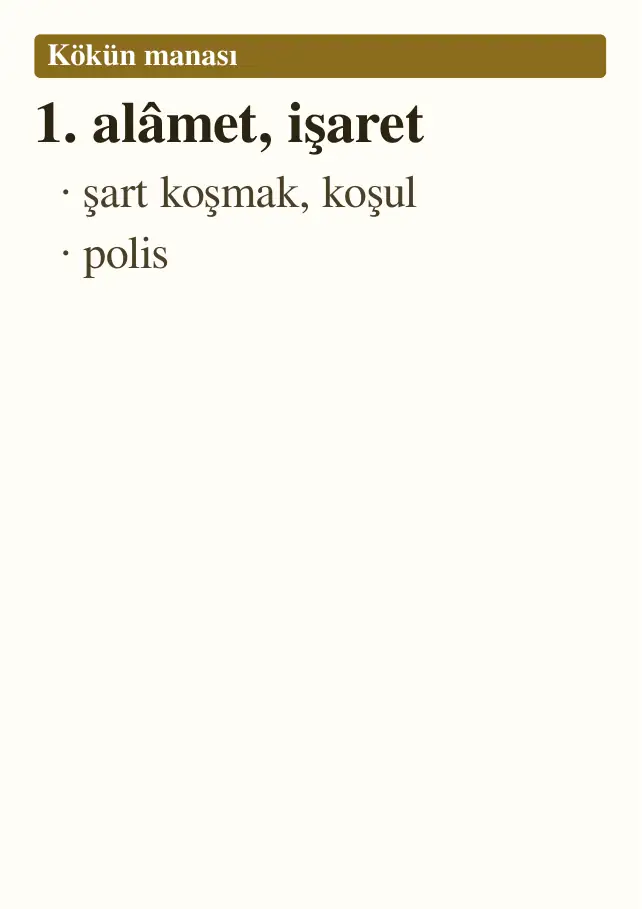 Kökün manası
1. alâmet, işaret
· şart koşmak, koşul
· polis